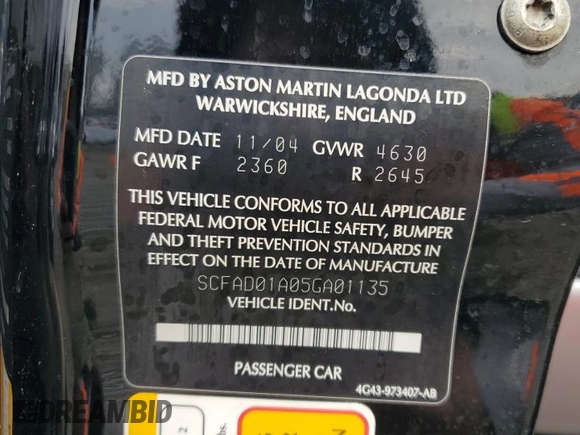 MFD BY ASTON MARTIN LAGONDA LTD
WARWICKSHIRE, ENGLAND
MFD DATE 11/04 GVWR 4630
GAWR F 2360 R 2645
THIS VEHICLE CONFORMS TO ALL APPLICABLE
FEDERAL MOTOR VEHICLE SAFETY, BUMPER
AND THEFT PREVENTION STANDARDS IN
EFFECT ON THE DATE OF MANUFACTURE
SCFAD01A05GA01135
VEHICLE IDENT.No.
PASSENGER CAR
4G43-973407-AB
DREAMBID